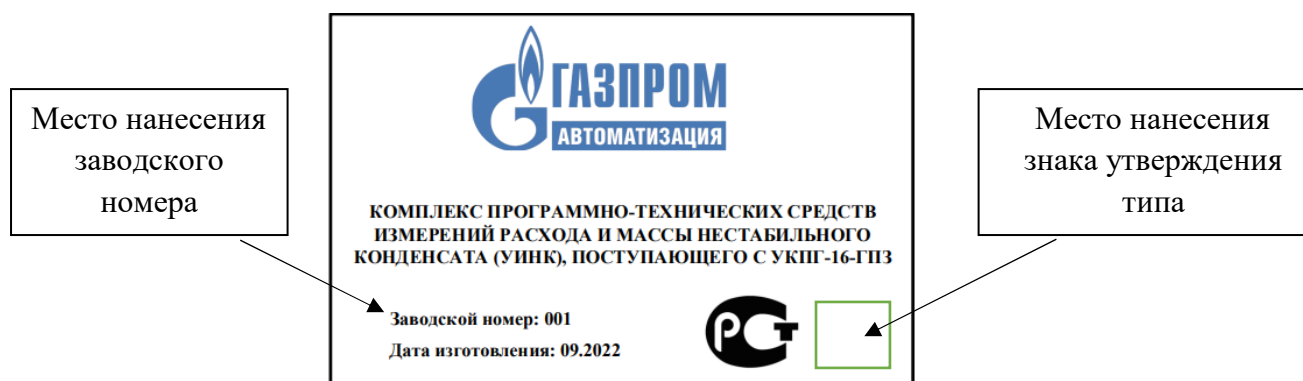 ГАЗПРОМ
АВТОМАТИЗАЦИЯ
Место нанесения
заводского
номера
Место нанесения
знака утверждения
типа
КОМПЛЕКС ПРОГРАММНО-ТЕХНИЧЕСКИХ СРЕДСТВ
ИЗМЕРЕНИЙ РАСХОДА И МАССЫ НЕСТАБИЛЬНОГО
КОНДЕНСАТА (УИНК), ПОСТУПАЮЩЕГО С УКПГ-16-ГПЗ
Заводской номер: 001
Дата изготовления: 09.2022
РСТ